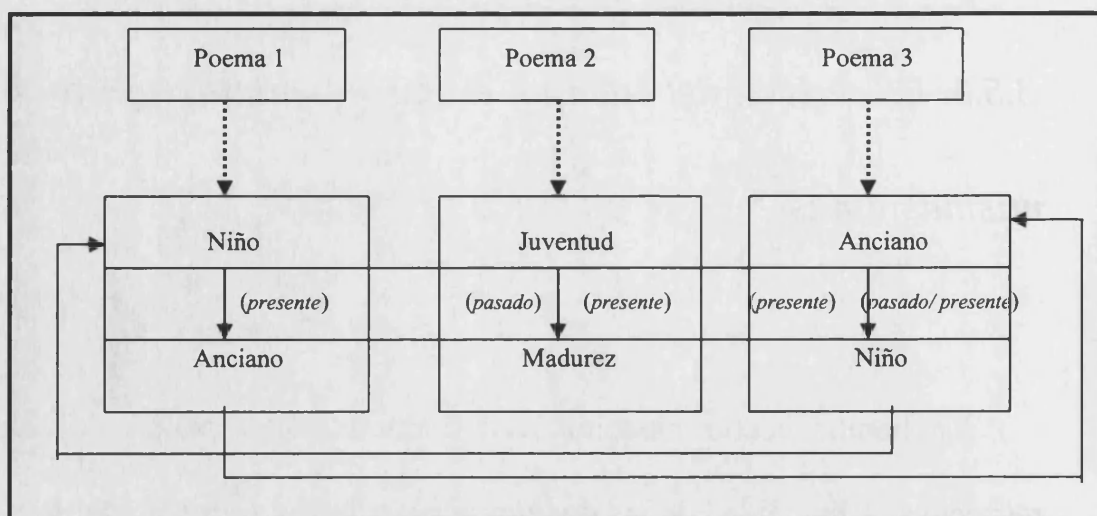 Poema 1 Poema 2 Poema 3
Niño Juventud Anciano
(presente) (pasado) (presente) (presente) (pasado/presente)
Anciano Madurez Niño